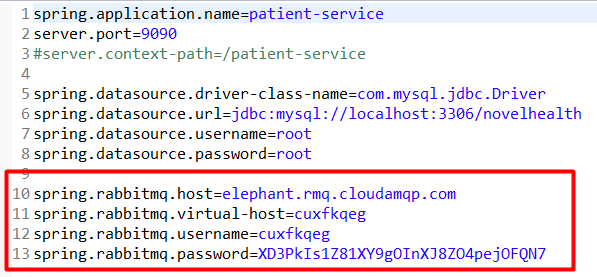 1 spring.application.name=patient-service
2 server.port=9090
3 #server.context-path=/patient-service
4
5 spring.datasource.driver-class-name=com.mysql.jdbc.Driver
6 spring.datasource.url=jdbc:mysql://localhost:3306/novelhealth
7 spring.datasource.username=root
8 spring.datasource.password=root
9
10 spring.rabbitmq.host=elephant.rmq.cloudamqp.com
11 spring.rabbitmq.virtual-host=cuxfkqeg
12 spring.rabbitmq.username=cuxfkqeg
13 spring.rabbitmq.password=XD3PkIs1Z81XY9gOInXJ8ZO4pejOFQN7